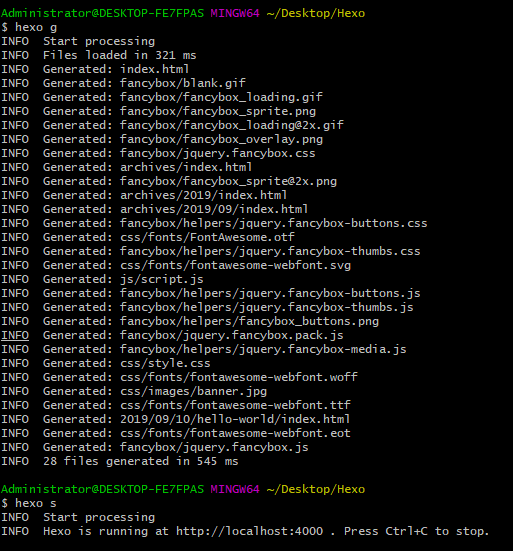 Administrator@DESKTOP-FE7FPAS MINGW64 ~/Desktop/Hexo
$ hexo g
INFO  Start processing
INFO  Files loaded in 321 ms
INFO  Generated: index.html
INFO  Generated: fancybox/blank.gif
INFO  Generated: fancybox/fancybox_loading.gif
INFO  Generated: fancybox/fancybox_sprite.png
INFO  Generated: fancybox/fancybox_loading@2x.gif
INFO  Generated: fancybox/fancybox_overlay.png
INFO  Generated: fancybox/jquery.fancybox.css
INFO  Generated: archives/index.html
INFO  Generated: fancybox/fancybox_sprite@2x.png
INFO  Generated: archives/2019/index.html
INFO  Generated: archives/2019/09/index.html
INFO  Generated: fancybox/helpers/jquery.fancybox-buttons.css
INFO  Generated: css/fonts/FontAwesome.otf
INFO  Generated: fancybox/helpers/jquery.fancybox-thumbs.css
INFO  Generated: css/fonts/fontawesome-webfont.svg
INFO  Generated: js/script.js
INFO  Generated: fancybox/helpers/jquery.fancybox-buttons.js
INFO  Generated: fancybox/helpers/jquery.fancybox-thumbs.js
INFO  Generated: fancybox/helpers/fancybox_buttons.png
INFO  Generated: fancybox/jquery.fancybox.pack.js
INFO  Generated: fancybox/helpers/jquery.fancybox-media.js
INFO  Generated: css/style.css
INFO  Generated: css/fonts/fontawesome-webfont.woff
INFO  Generated: css/images/banner.jpg
INFO  Generated: css/fonts/fontawesome-webfont.ttf
INFO  Generated: 2019/09/10/hello-world/index.html
INFO  Generated: css/fonts/fontawesome-webfont.eot
INFO  Generated: fancybox/jquery.fancybox.js
INFO  28 files generated in 545 ms
Administrator@DESKTOP-FE7FPAS MINGW64 ~/Desktop/Hexo
$ hexo s
INFO  Start processing
INFO  Hexo is running at http://localhost:4000 . Press Ctrl+C to stop.